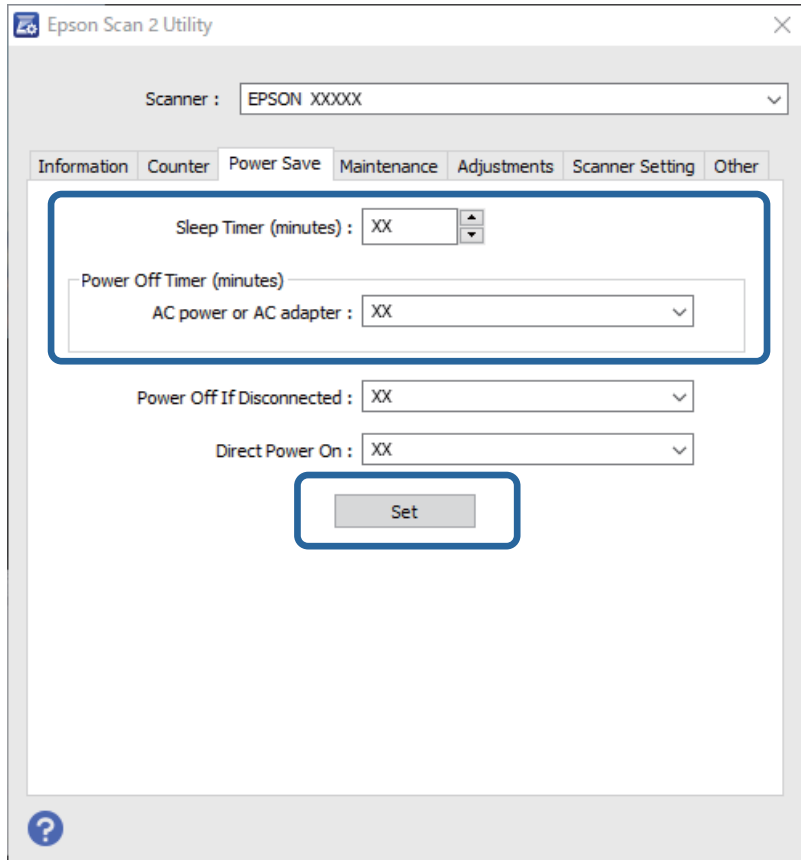 Epson Scan 2 Utility
Scanner : EPSON XXXXX
Information Counter Power Save Maintenance Adjustments Scanner Setting Other
Sleep Timer (minutes) : XX
Power Off Timer (minutes)
AC power or AC adapter : XX
Power Off If Disconnected : XX
Direct Power On : XX
Set
?